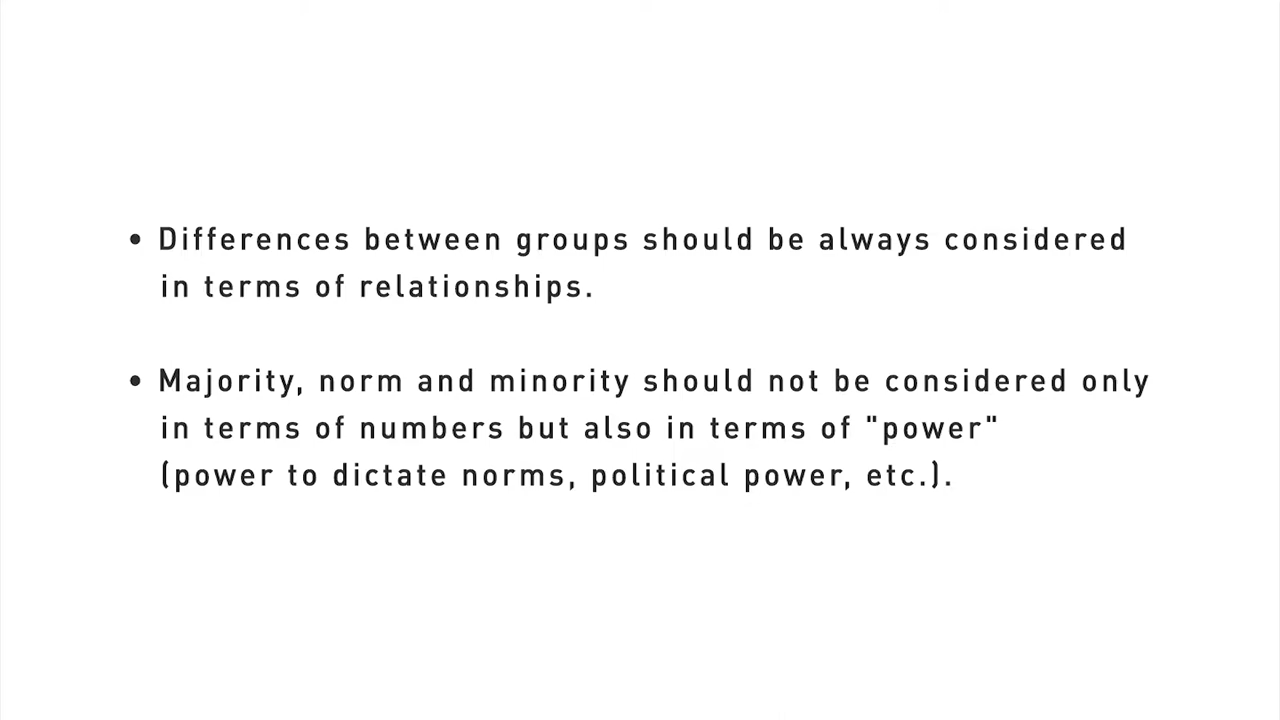 • Differences between groups should be always considered
in terms of relationships.
• Majority, norm and minority should not be considered only
in terms of numbers but also in terms of "power"
(power to dictate norms, political power, etc.).